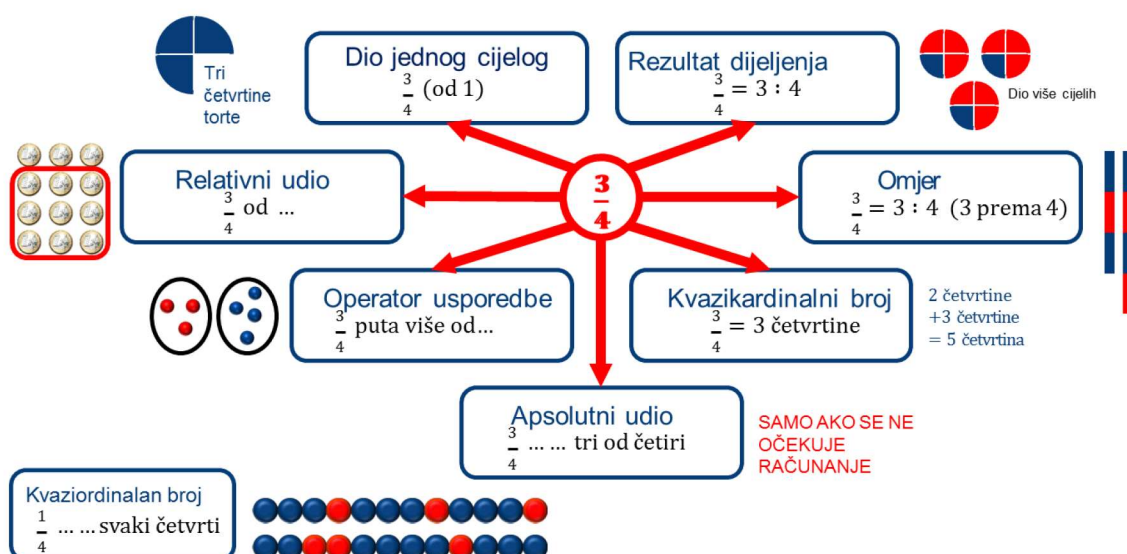 Tri
četvrtine
torte
Dio jednog cijelog
3/4 (od 1)
Rezultat dijeljenja
3/4 = 3 : 4
Dio više cijelih
Relativni udio
3/4 od ...
3/4
Omjer
3/4 = 3 : 4 (3 prema 4)
Operator usporedbe
3/4 puta više od...
Kvazikardinalni broj
3/4 = 3 četvrtine
2 četvrtine
+3 četvrtine
= 5 četvrtina
Apsolutni udio
3/4 ... ... tri od četiri
SAMO AKO SE NE
OČEKUJE
RAČUNANJE
Kvaziordinalan broj
1/4 ... ... svaki četvrti